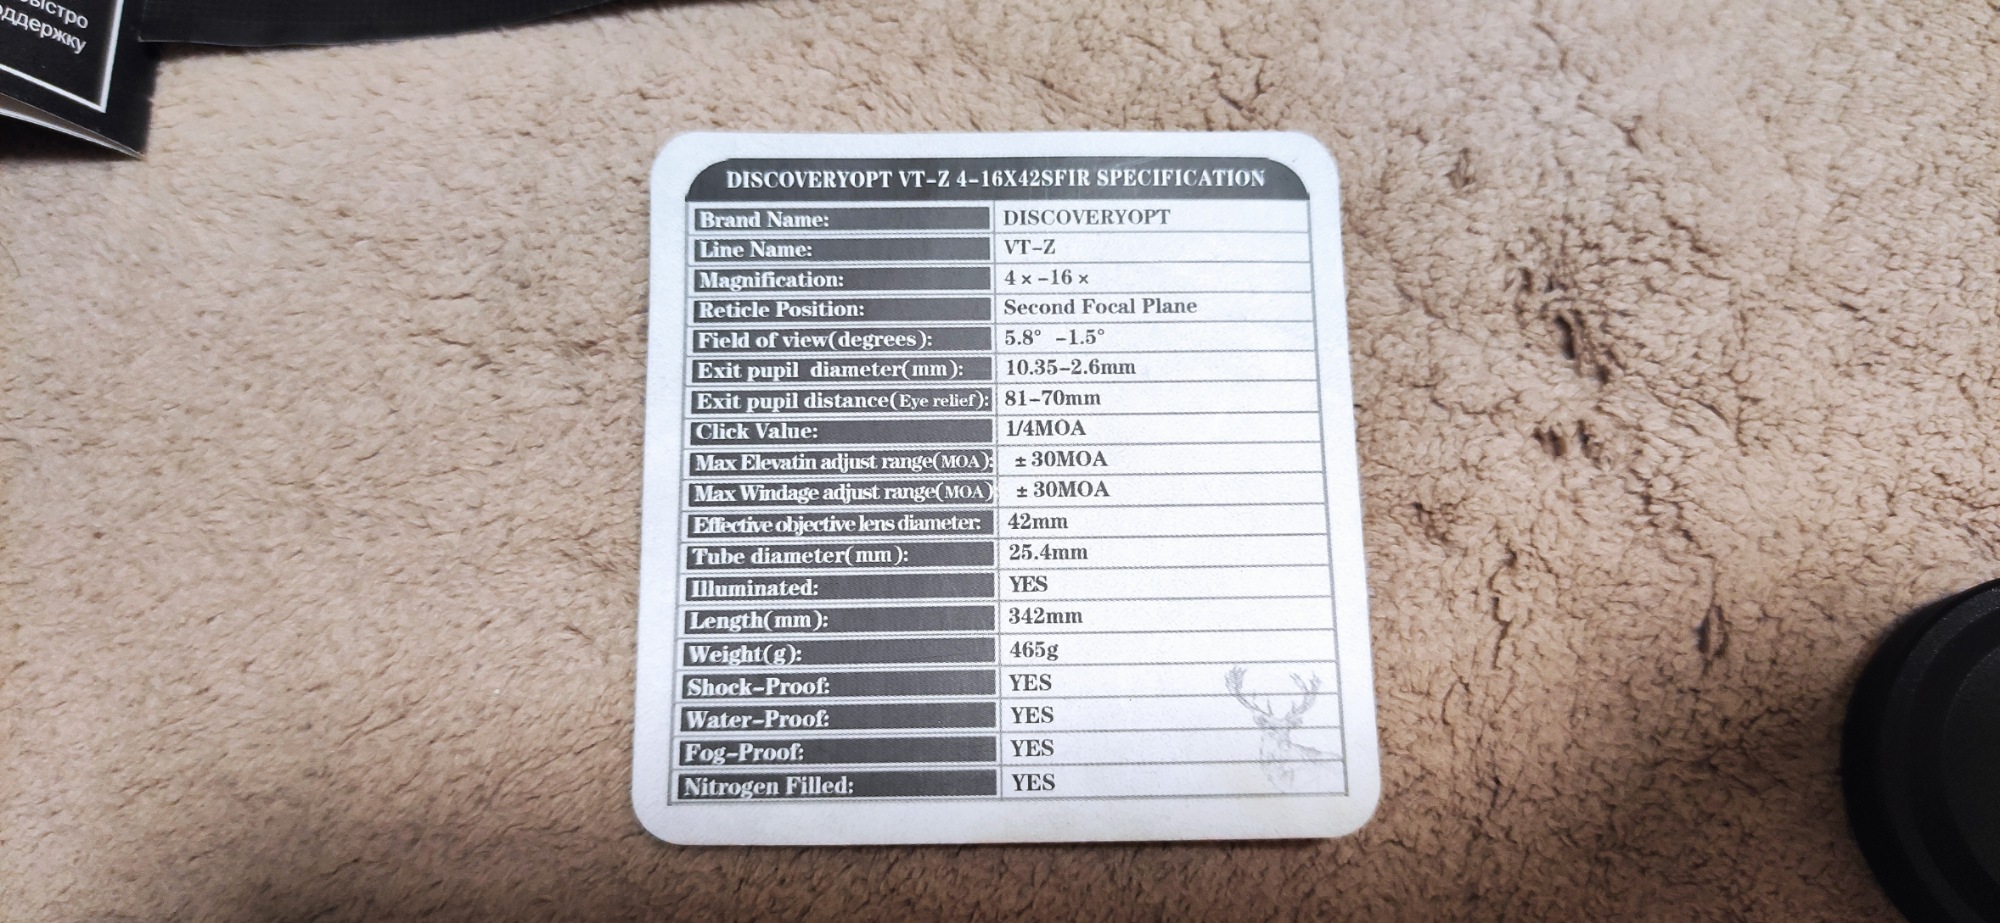 поддержку
DISCOVERYOPT VT-Z 4-16X42SFIR SPECIFICATION
Brand Name: DISCOVERYOPT
Line Name: VT-Z
Magnification: 4×-16×
Reticle Position: Second Focal Plane
Field of view(degrees): 5.8° -1.5°
Exit pupil diameter(mm): 10.35-2.6mm
Exit pupil distance(Eye relief): 81-70mm
Click Value: 1/4MOA
Max Elevatin adjust range(MOA): ±30MOA
Max Windage adjust range(MOA) ±30MOA
Effective objective lens diameter: 42mm
Tube diameter(mm): 25.4mm
Illuminated: YES
Length(mm): 342mm
Weight(g): 465g
Shock-Proof: YES
Water-Proof: YES
Fog-Proof: YES
Nitrogen Filled: YES